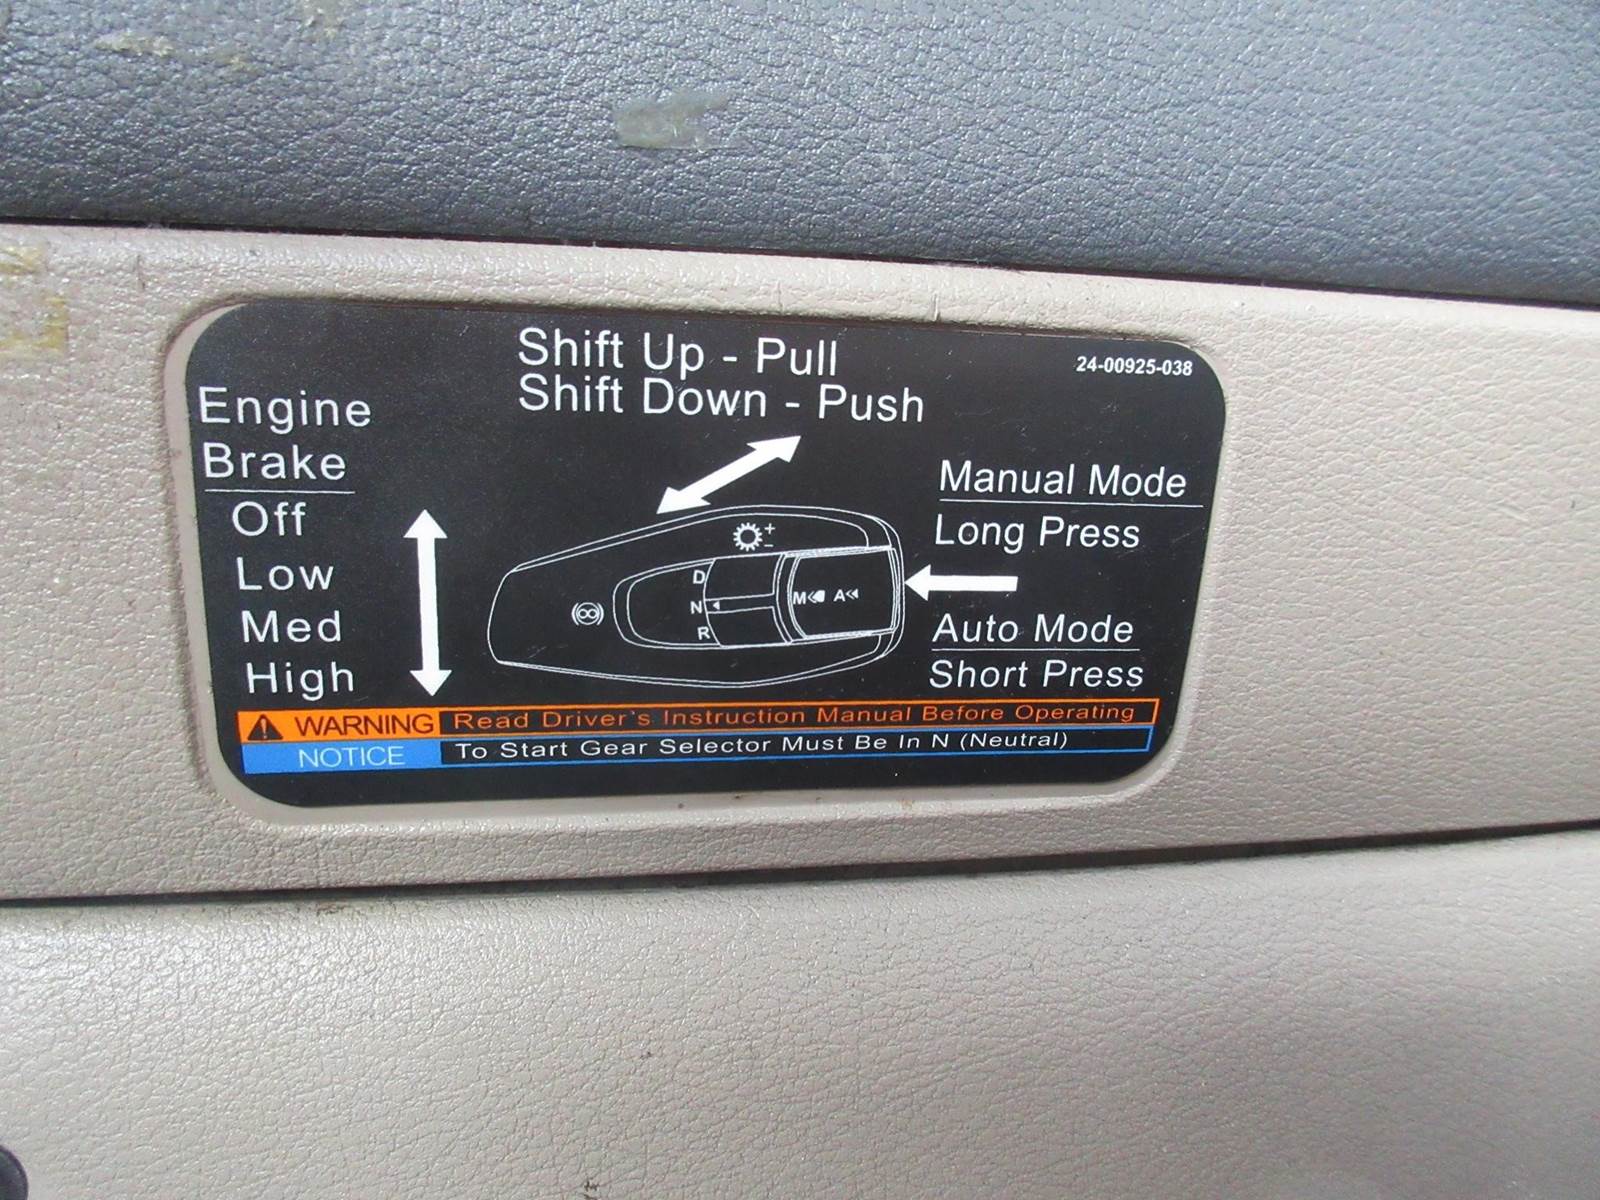 Shift Up - Pull
Shift Down - Push
24-00925-038
Engine
Brake
Off
Low
Med
High
Manual Mode
Long Press
Auto Mode
Short Press
+
-
D
N
R
M
A
WARNING Read Driver's Instruction Manual Before Operating
NOTICE To Start Gear Selector Must Be In N (Neutral)